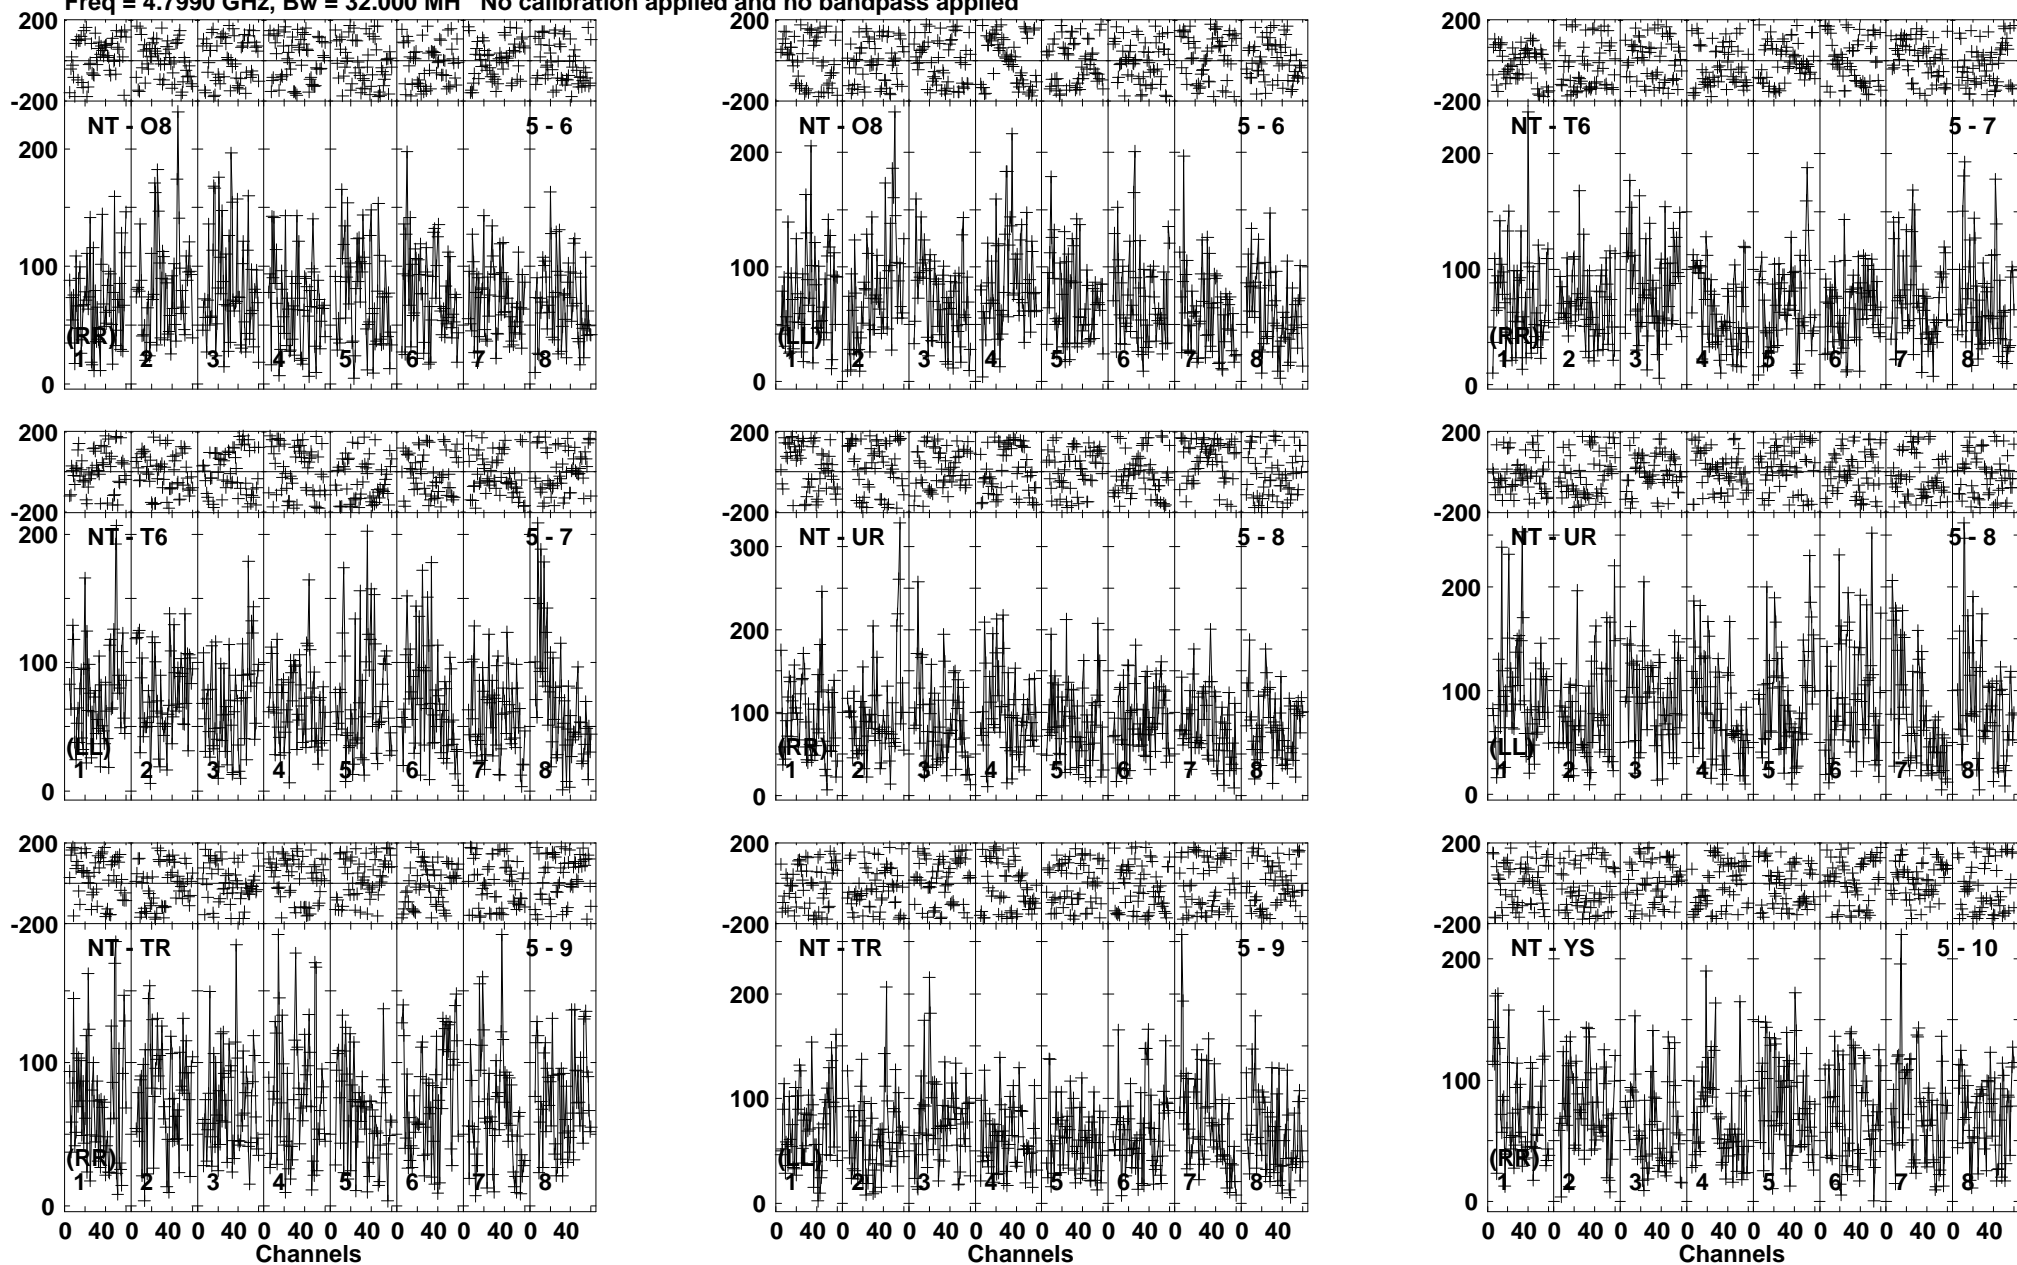 Freq = 4.7990 GHz, Bw = 32.000 MH No calibration applied and no bandpass applied
200 200 200
-200 -200 -200
NT - O8 5 - 6 NT - O8 5 - 6 NT - T6 5 - 7
200 200 200
100 100 100
(RR) (LL) (RR)
1 2 3 4 5 6 7 8 1 2 3 4 5 6 7 8 1 2 3 4 5 6 7 8
0 0 0
200 200 200
-200 -200 -200
NT - T6 5 - 7 NT - UR 5 - 8 NT - UR 5 - 8
200 300
200 200
100 100 100
(LL) (RR) (LL)
1 2 3 4 5 6 7 8 1 2 3 4 5 6 7 8 1 2 3 4 5 6 7 8
0 0 0
200 200 200
-200 -200 -200
NT - TR 5 - 9 NT - TR 5 - 9 NT - YS 5 - 10
200 200
100 100 100
(RR) (LL) (RR)
1 2 3 4 5 6 7 8 1 2 3 4 5 6 7 8 1 2 3 4 5 6 7 8
0 0 0
0 40 0 40 0 40 0 40 0 40 0 40 0 40 0 40 0 40 0 40 0 40 0 40 0 40 0 40 0 40 0 40 0 40 0 40 0 40 0 40 0 40 0 40 0 40 0 40
Channels Channels Channels